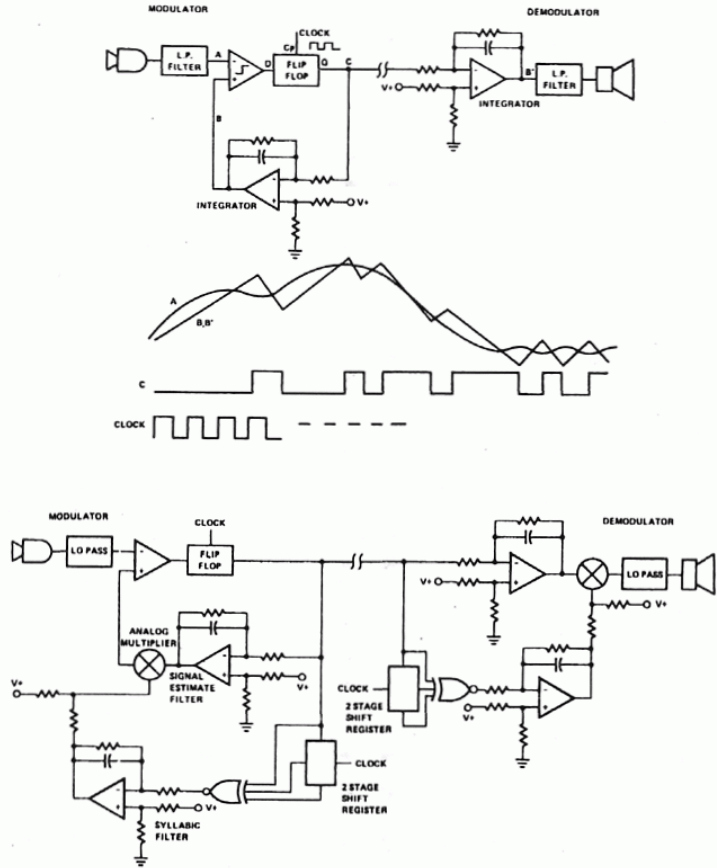 MODULATOR
DEMODULATOR
CLOCK
L.P.
FILTER
A
D
CP
FLIP
FLOP
Q
C
B
INTEGRATOR
V+
V+
INTEGRATOR
B'
L.P.
FILTER
A
B,B'
C
CLOCK
MODULATOR
DEMODULATOR
LO PASS
CLOCK
FLIP
FLOP
ANALOG
MULTIPLIER
SIGNAL
ESTIMATE
FILTER
V+
V+
V+
SYLLABIC
FILTER
CLOCK
2 STAGE
SHIFT
REGISTER
V+
CLOCK
2 STAGE
SHIFT
REGISTER
V+
LO PASS
V+